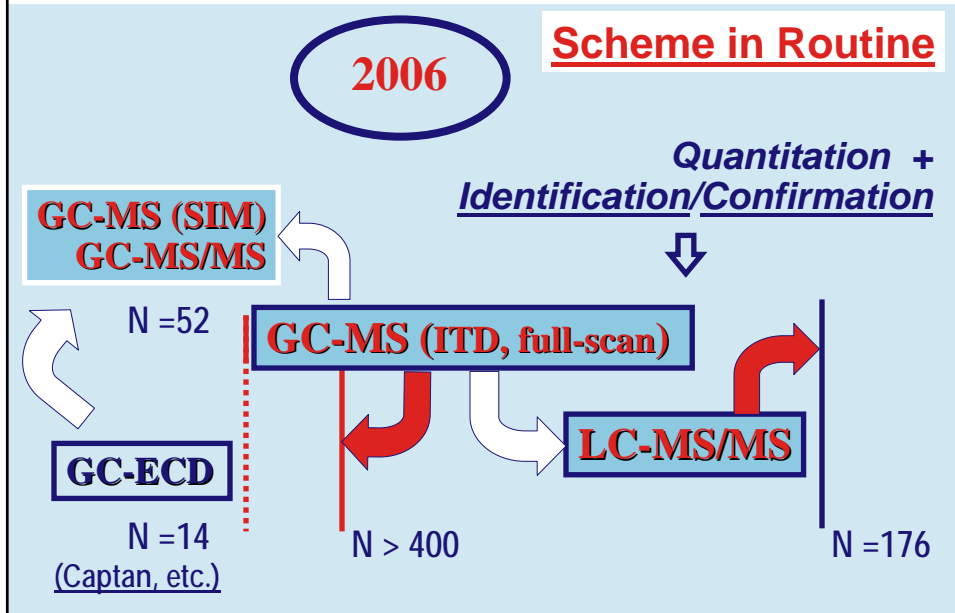 Scheme in Routine
2006
Quantitation +
Identification/Confirmation
GC-MS (SIM)
GC-MS/MS
N =52
GC-MS (ITD, full-scan)
GC-ECD
LC-MS/MS
N =14
(Captan, etc.)
N > 400
N =176